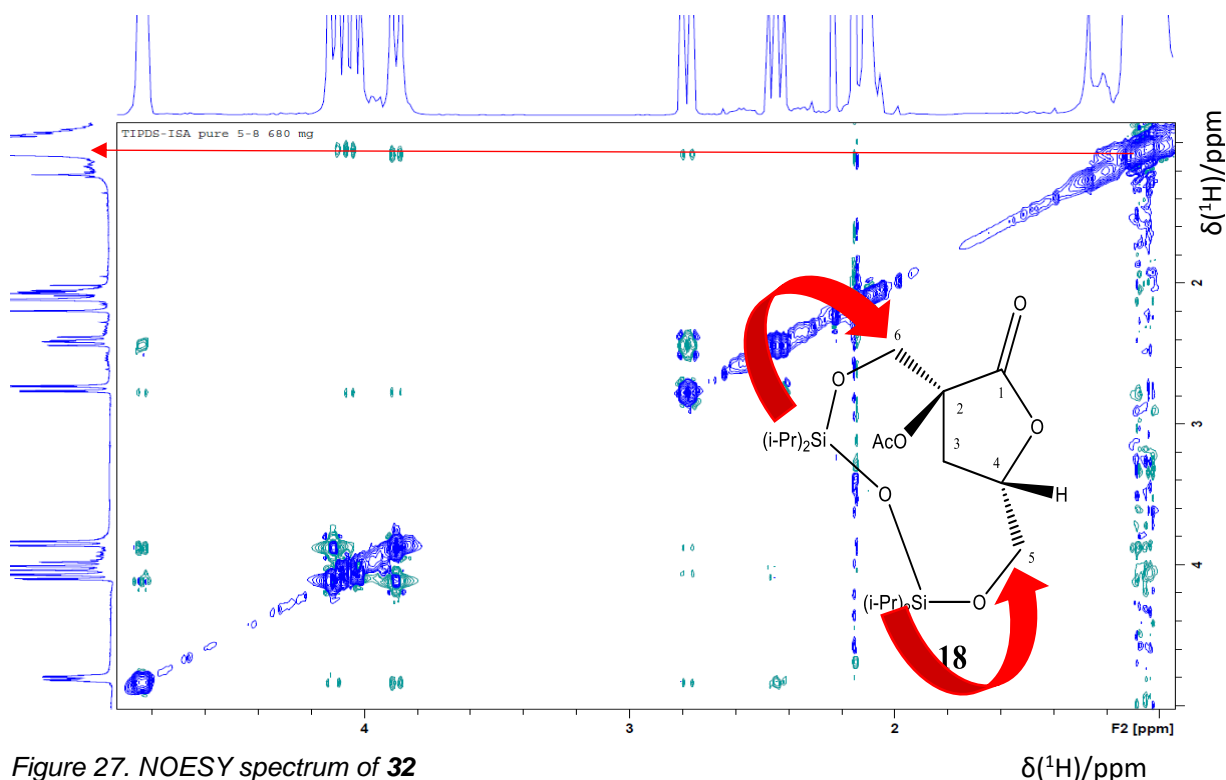 TIPDS-ISA pure 5-8 680 mg
δ(¹H)/ppm
2
3
4
O
6
O
1
2
O
(i-Pr)₂Si
AcO
3
4
H
O
5
(i-Pr)₂Si
O
18
4
3
2
F2 [ppm]
Figure 27. NOESY spectrum of 32
δ(¹H)/ppm